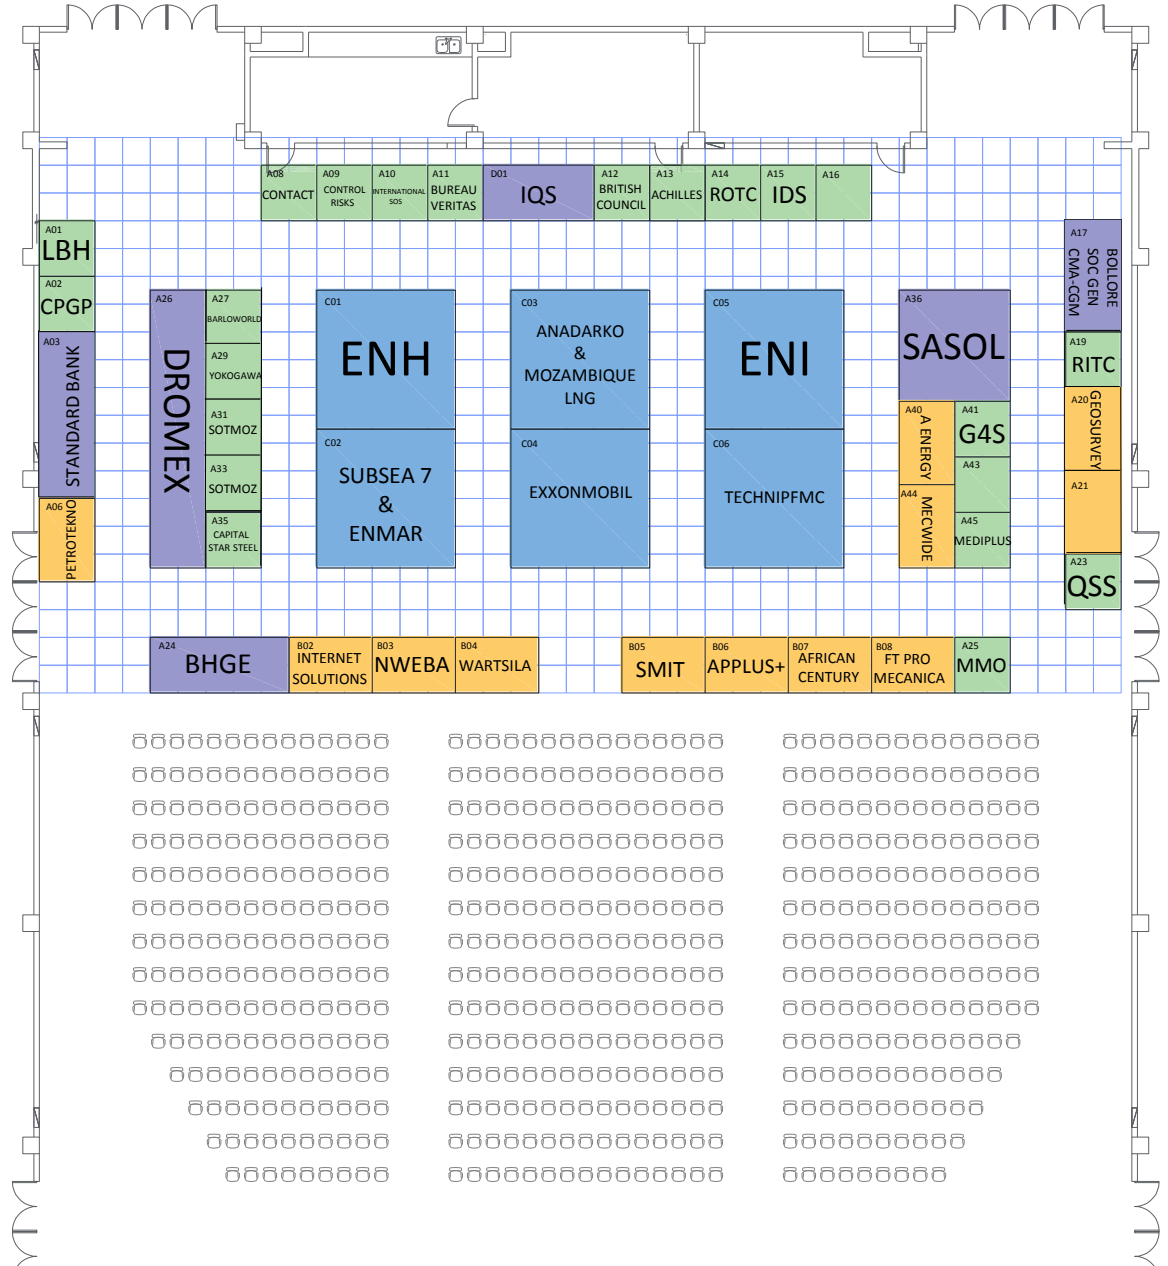 A08
CONTACT
A09
CONTROL
RISKS
A10
INTERNATIONAL
SOS
A11
BUREAU
VERITAS
D01
IQS
A12
BRITISH
COUNCIL
A13
ACHILLES
A14
ROTC
A15
IDS
A16
A01
LBH
A02
CPGP
A03
STANDARD BANK
A06
PETROTEKNO
A26
DROMEX
A27
BARLOWORLD
A29
YOKOGAWA
A31
SOTMOZ
A33
SOTMOZ
A35
CAPITAL
STAR STEEL
C01
ENH
C02
SUBSEA 7
&
ENMAR
C03
ANADARKO
&
MOZAMBIQUE
LNG
C04
EXXONMOBIL
C05
ENI
C06
TECHNIPFMC
A36
SASOL
A40
A ENERGY
A41
G4S
A43
A44
MECWIDE
A45
MEDIPLUS
A17
BOLLORE
SOC GEN
CMA-CGM
A19
RITC
A20
GEOSURVEY
A21
A23
QSS
A24
BHGE
B02
INTERNET
SOLUTIONS
B03
NWEBA
B04
WARTSILA
B05
SMIT
B06
APPLUS+
B07
AFRICAN
CENTURY
B08
FT PRO
MECANICA
A25
MMO